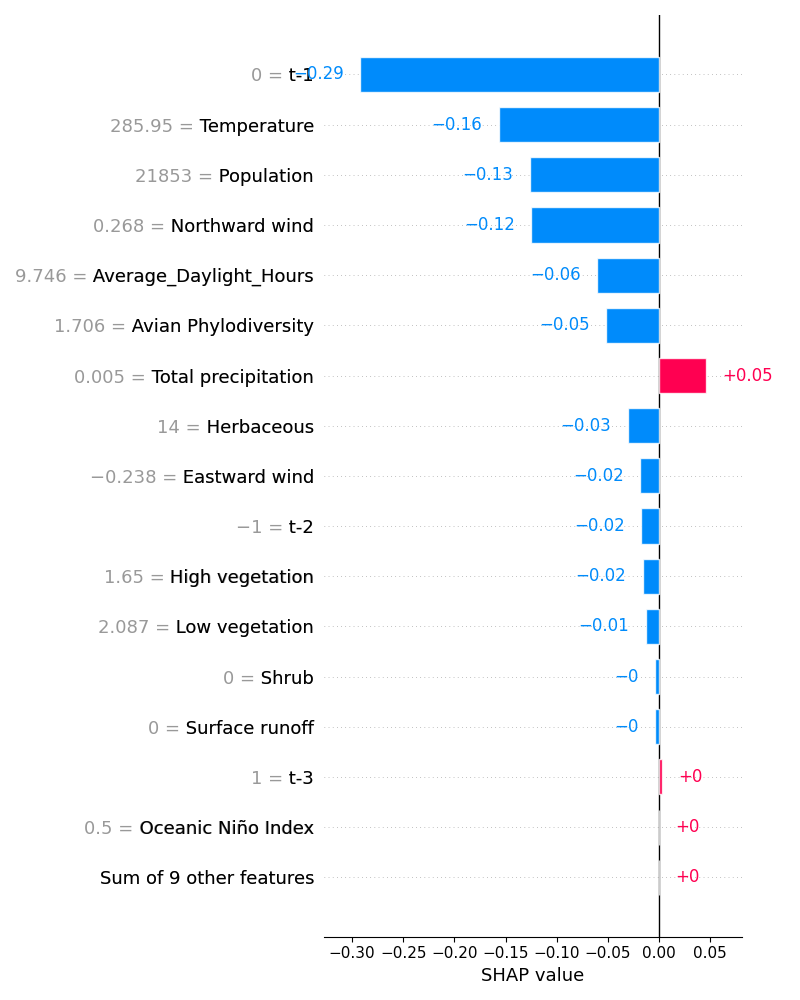 0 = t-1 −0.29
285.95 = Temperature −0.16
21853 = Population −0.13
0.268 = Northward wind −0.12
9.746 = Average_Daylight_Hours −0.06
1.706 = Avian Phylodiversity −0.05
0.005 = Total precipitation +0.05
14 = Herbaceous −0.03
−0.238 = Eastward wind −0.02
−1 = t-2 −0.02
1.65 = High vegetation −0.02
2.087 = Low vegetation −0.01
0 = Shrub −0
0 = Surface runoff −0
1 = t-3 +0
0.5 = Oceanic Niño Index +0
Sum of 9 other features +0
−0.30 −0.25 −0.20 −0.15 −0.10 −0.05 0.00 0.05
SHAP value